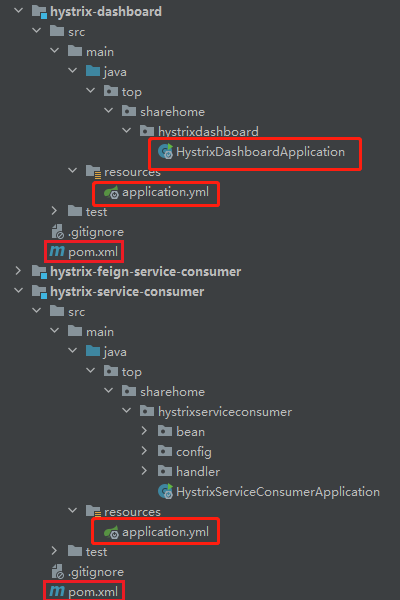 hystrix-dashboard
src
main
java
top
sharehome
hystrixdashboard
HystrixDashboardApplication
resources
application.yml
test
.gitignore
pom.xml
hystrix-feign-service-consumer
hystrix-service-consumer
src
main
java
top
sharehome
hystrixserviceconsumer
bean
config
handler
HystrixServiceConsumerApplication
resources
application.yml
test
.gitignore
pom.xml